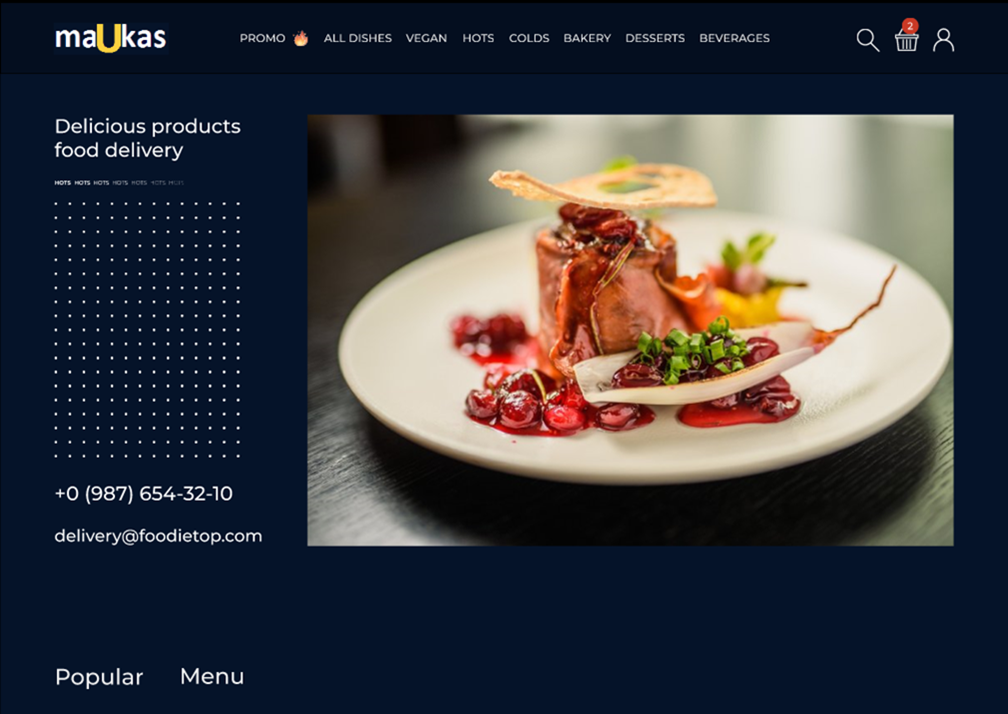 maUkas
PROMO ALL DISHES VEGAN HOTS COLDS BAKERY DESSERTS BEVERAGES
2
Delicious products
food delivery
HOTS HOTS HOTS HOTS HOTS HOTS HOTS
+0 (987) 654-32-10
delivery@foodietop.com
Popular Menu